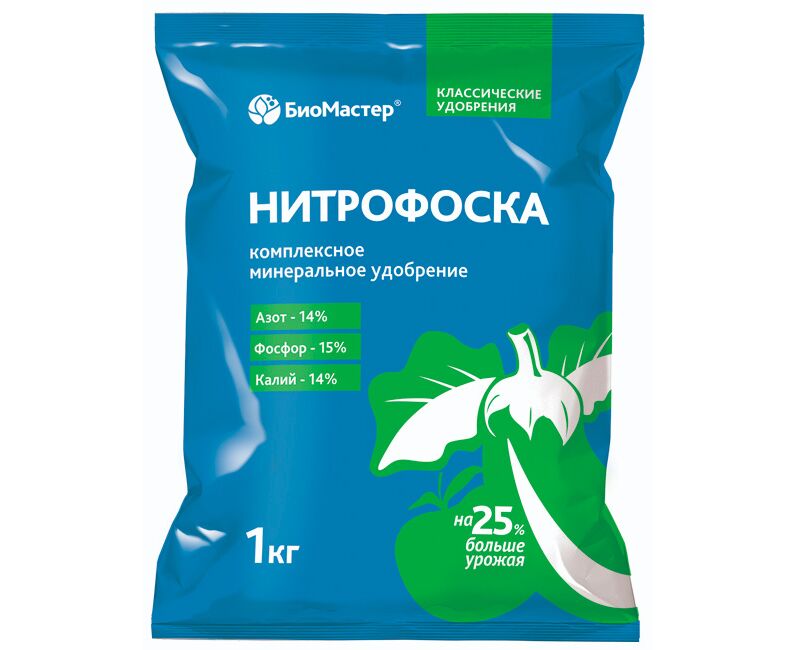 БиоМастер®
КЛАССИЧЕСКИЕ
УДОБРЕНИЯ
НИТРОФОСКА
комплексное
минеральное удобрение
Азот - 14%
Фосфор - 15%
Калий - 14%
на 25%
больше
урожая
1кг